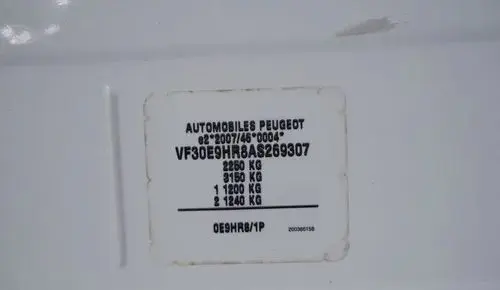 AUTOMOBILES PEUGEOT
e2*2007/46*0004*
VF30E9HR8AS269307
2250 KG
3150 KG
1 1200 KG
2 1240 KG
0E9HR8/1P 200386158